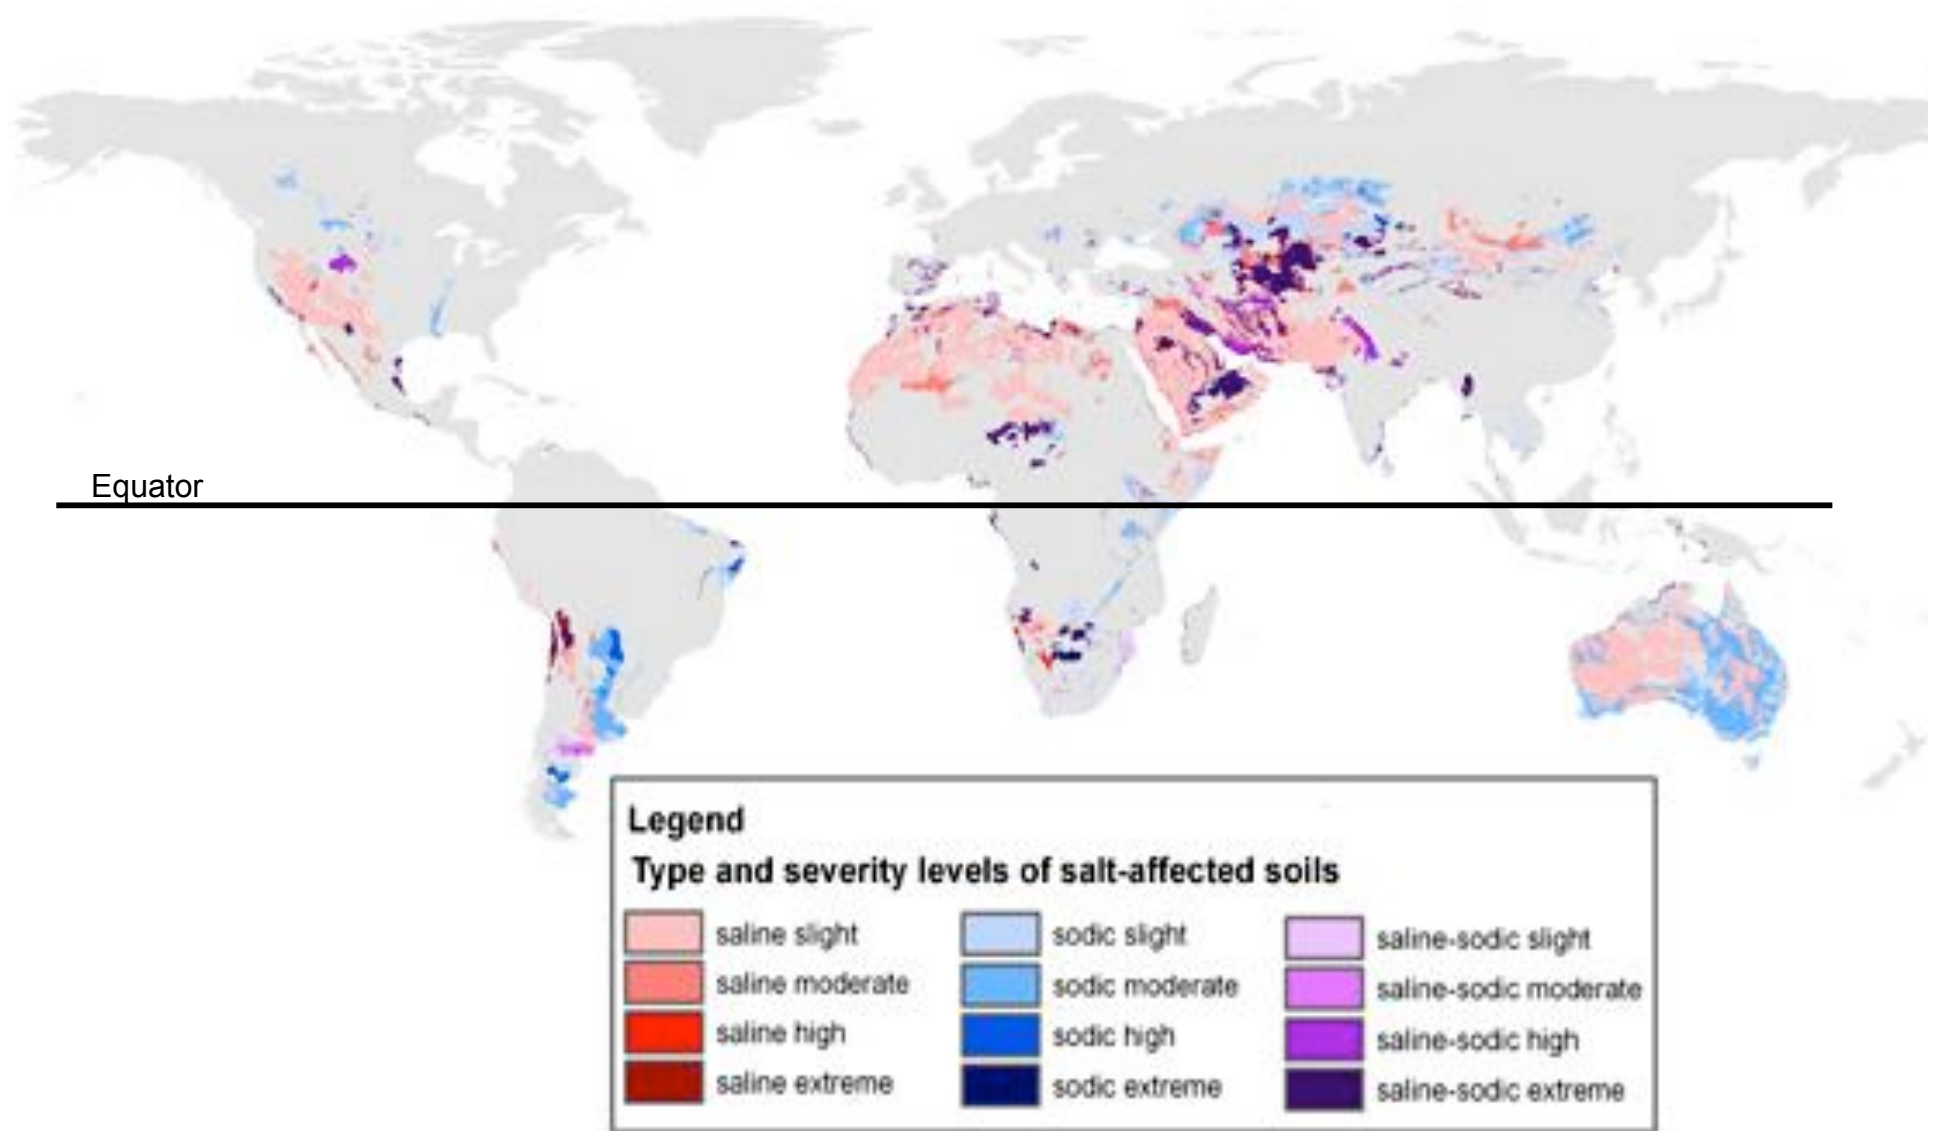 Equator
Legend
Type and severity levels of salt-affected soils
saline slight
sodic slight
saline-sodic slight
saline moderate
sodic moderate
saline-sodic moderate
saline high
sodic high
saline-sodic high
saline extreme
sodic extreme
saline-sodic extreme